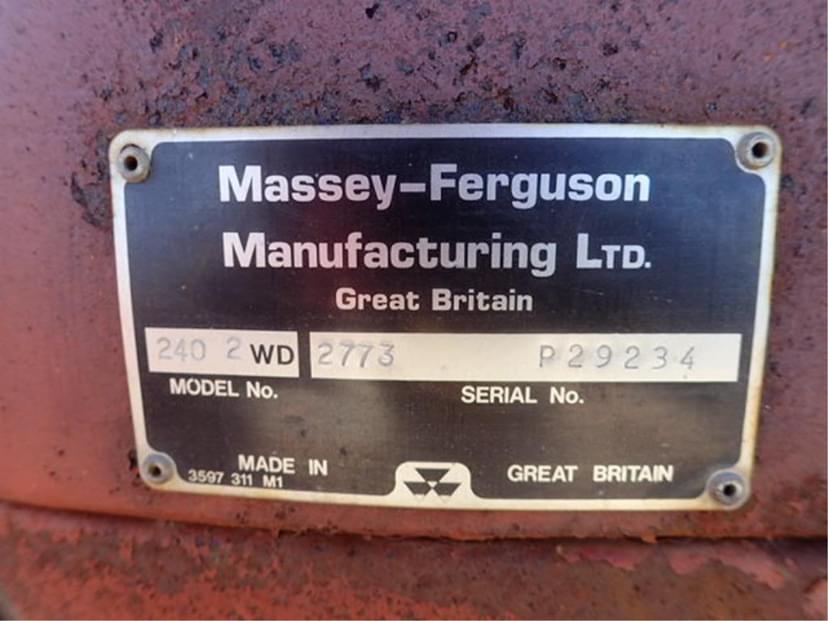 Massey-Ferguson
Manufacturing LTD.
Great Britain
240 2 WD 2773 P29234
MODEL No. SERIAL No.
MADE IN GREAT BRITAIN
3597 311 M1